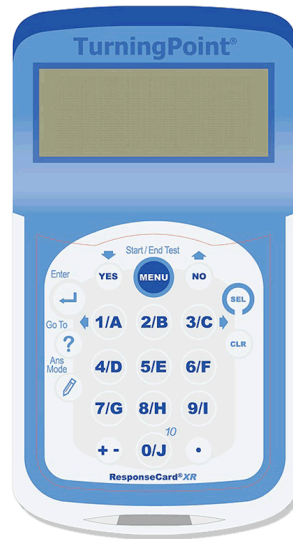 TurningPoint®
Start / End Test
YES MENU NO
Enter
SEL
Go To
1/A 2/B 3/C
?
CLR
Ans
Mode
4/D 5/E 6/F
7/G 8/H 9/I
10
+ - 0/J •
ResponseCard® XR